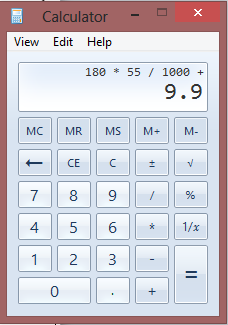 Calculator
View Edit Help
180 * 55 / 1000 +
9.9
MC MR MS M+ M-
← CE C ± √
7 8 9 / %
4 5 6 * 1/x
1 2 3 - =
0 . +